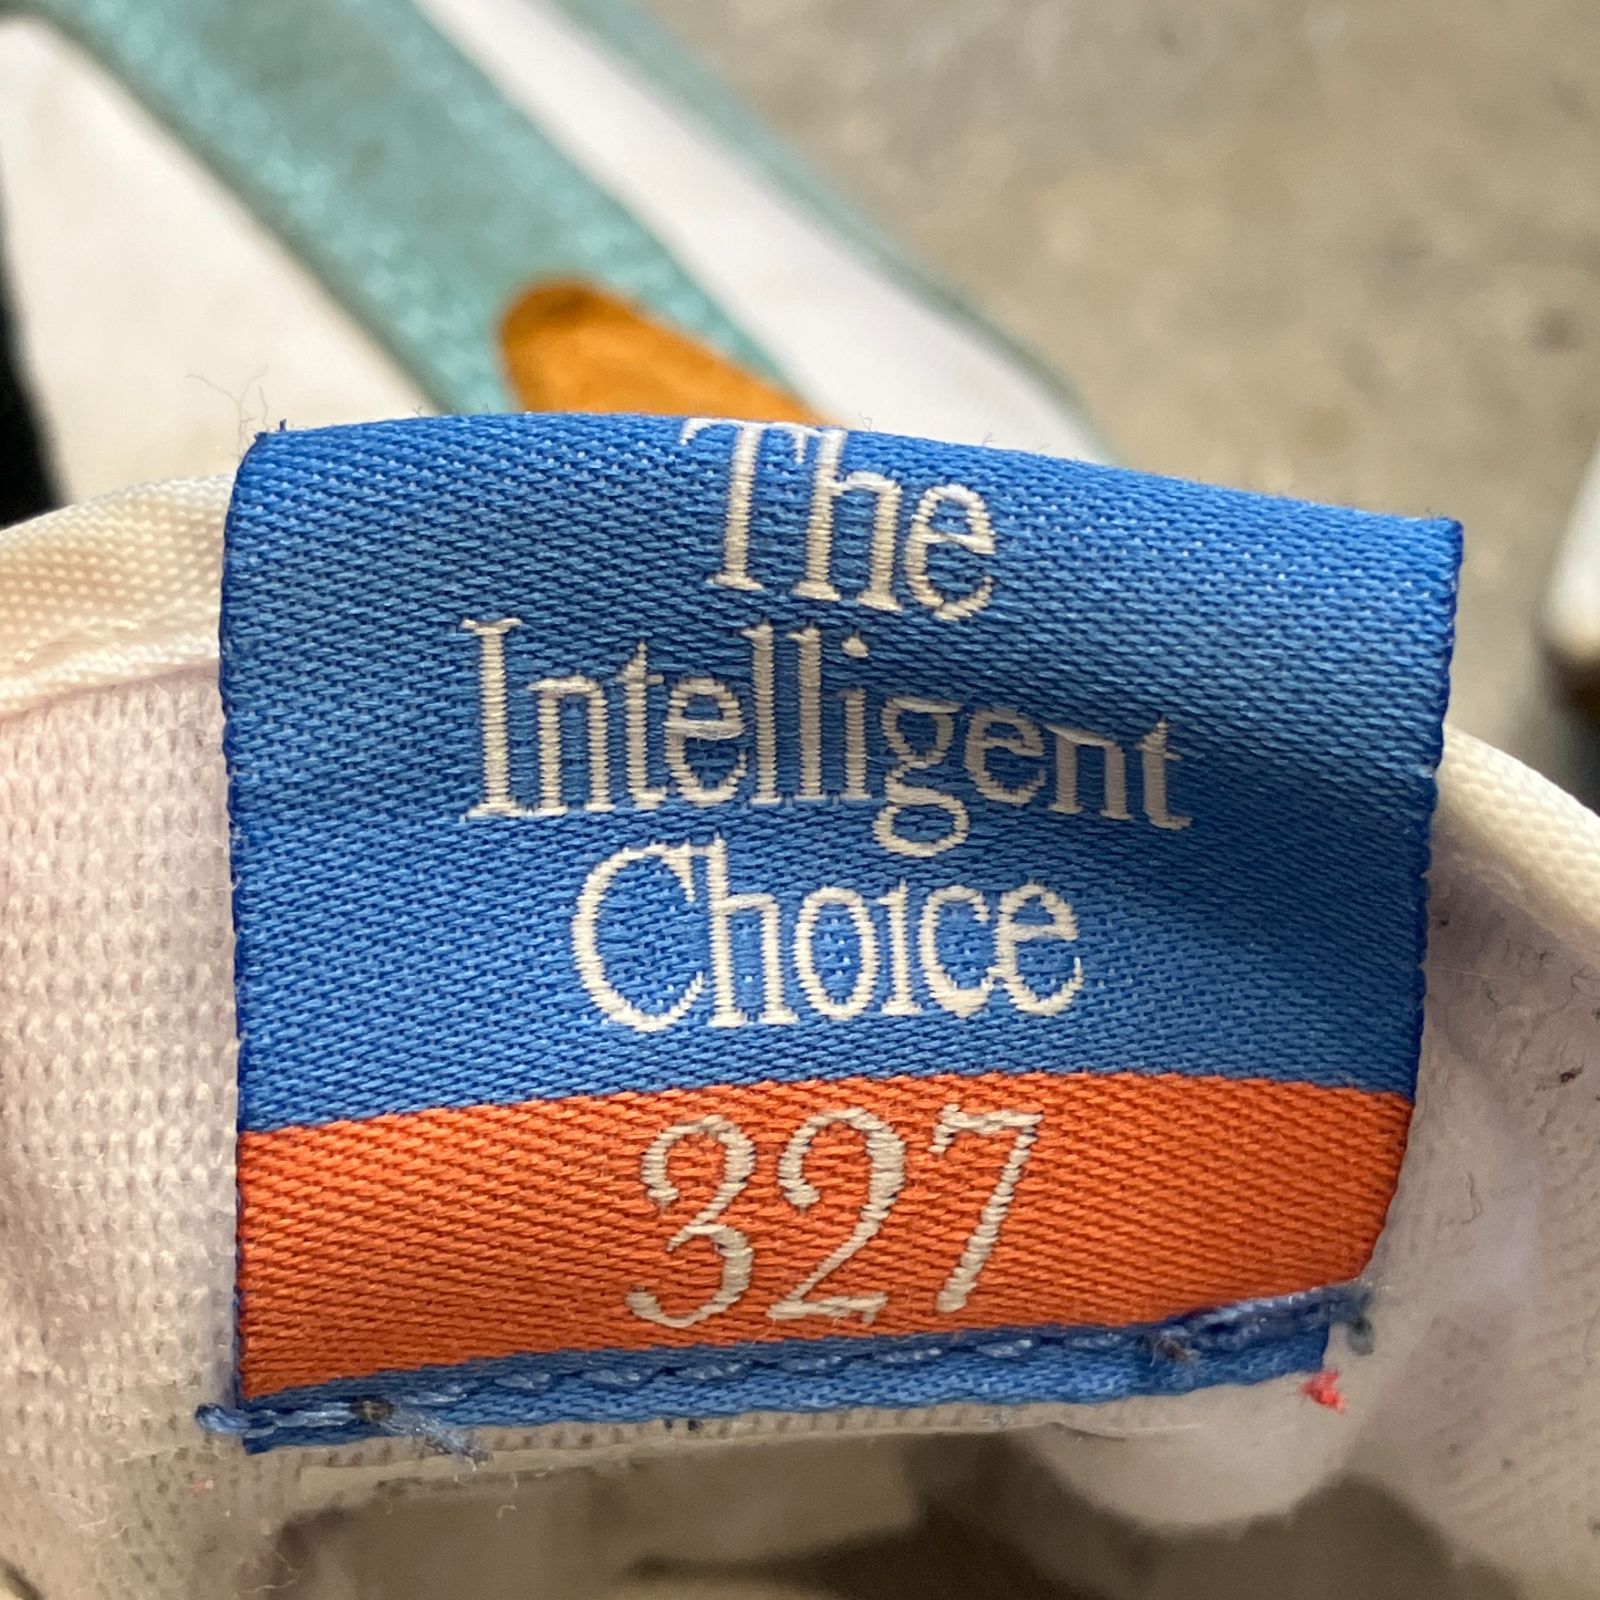 The
Intelligent
Choice
327